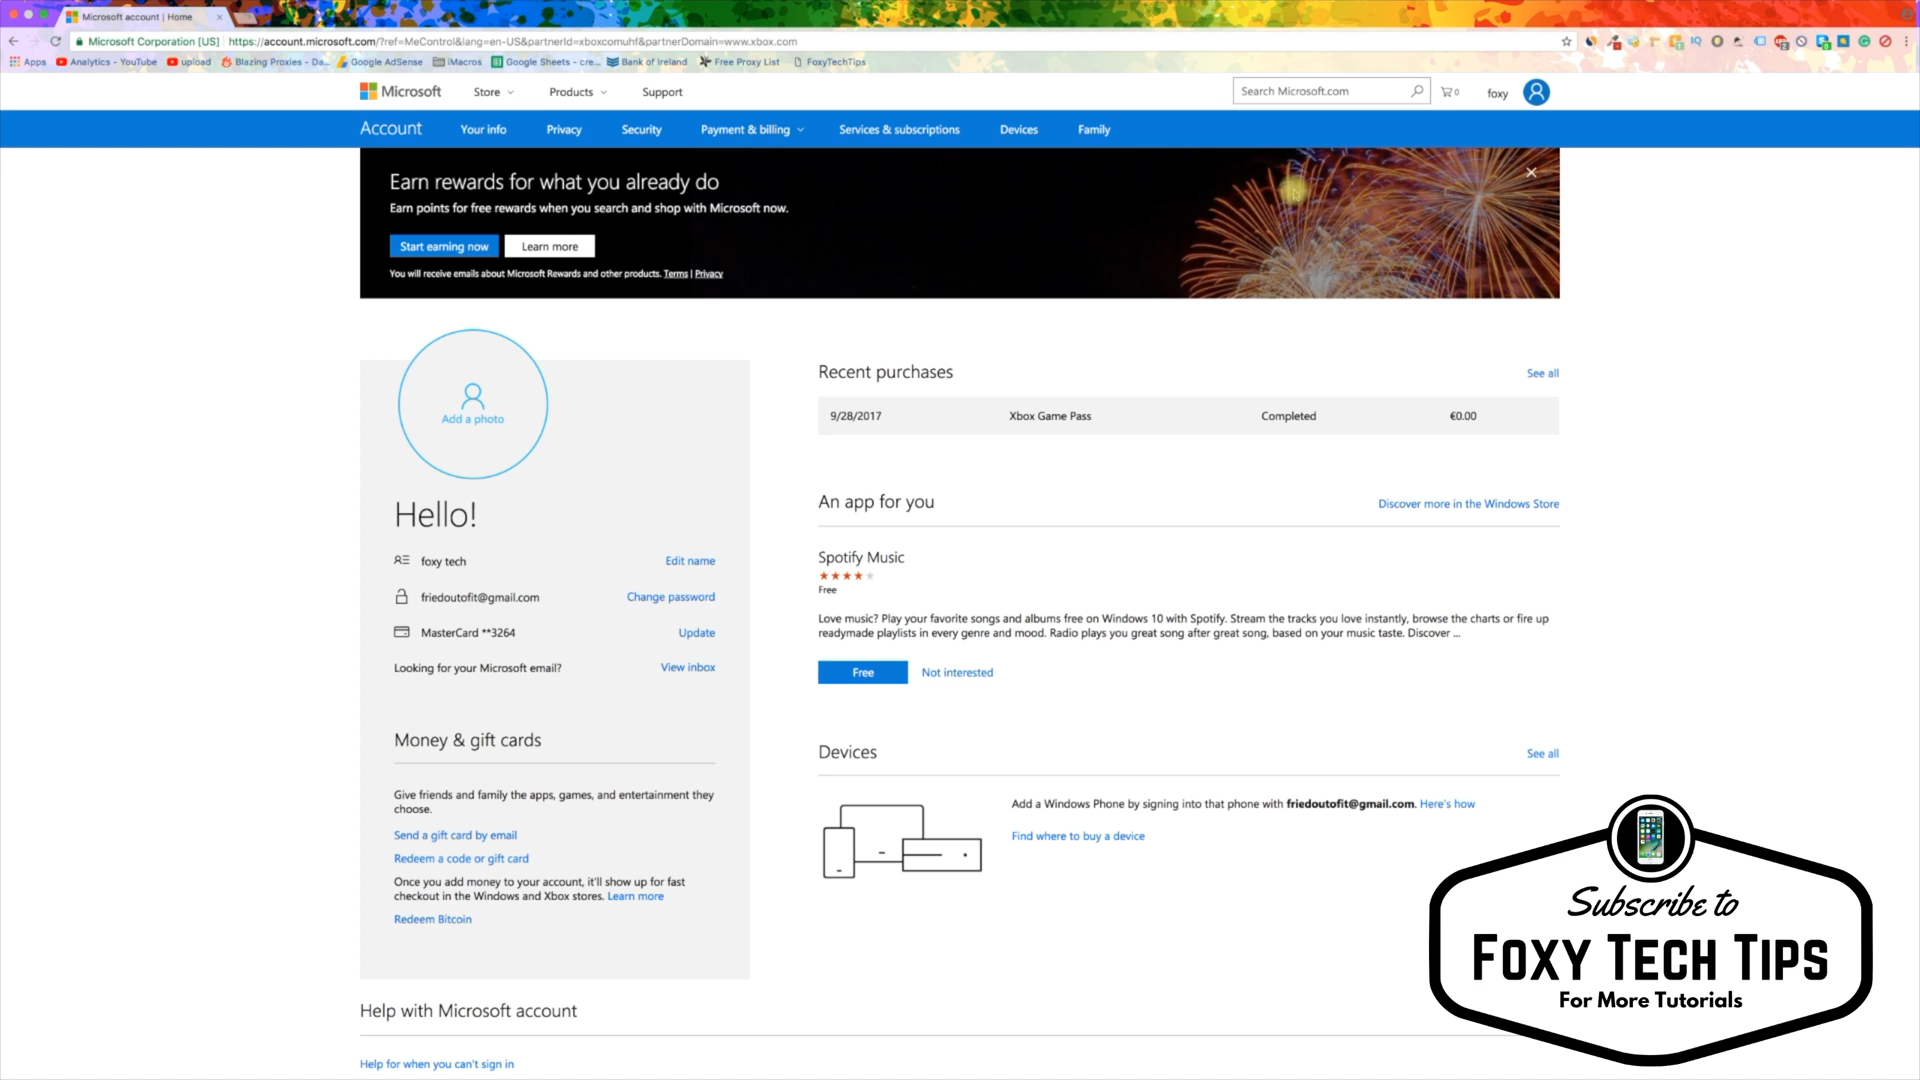 Microsoft account | Home
Microsoft Corporation [US] https://account.microsoft.com/?ref=MeControl&lang=en-US&partnerId=xboxcomuhf&partnerDomain=www.xbox.com
Apps Analytics - YouTube upload Blazing Proxies - Da... Google AdSense iMacros Google Sheets - cre... Bank of Ireland Free Proxy List FoxyTechTips
Microsoft Store Products Support Search Microsoft.com 0 foxy
Account Your info Privacy Security Payment & billing Services & subscriptions Devices Family
Earn rewards for what you already do
Earn points for free rewards when you search and shop with Microsoft now.
Start earning now Learn more
You will receive emails about Microsoft Rewards and other products. Terms | Privacy
Add a photo
Hello!
foxy tech Edit name
friedoutofit@gmail.com Change password
MasterCard **3264 Update
Looking for your Microsoft email? View inbox
Money & gift cards
Give friends and family the apps, games, and entertainment they
choose.
Send a gift card by email
Redeem a code or gift card
Once you add money to your account, it'll show up for fast
checkout in the Windows and Xbox stores. Learn more
Redeem Bitcoin
Recent purchases See all
9/28/2017 Xbox Game Pass Completed €0.00
An app for you Discover more in the Windows Store
Spotify Music
Free
Love music? Play your favorite songs and albums free on Windows 10 with Spotify. Stream the tracks you love instantly, browse the charts or fire up
readymade playlists in every genre and mood. Radio plays you great song after great song, based on your music taste. Discover ...
Free Not interested
Devices See all
Add a Windows Phone by signing into that phone with friedoutofit@gmail.com. Here's how
Find where to buy a device
Help with Microsoft account
Help for when you can't sign in
Subscribe to
FOXY TECH TIPS
For More Tutorials